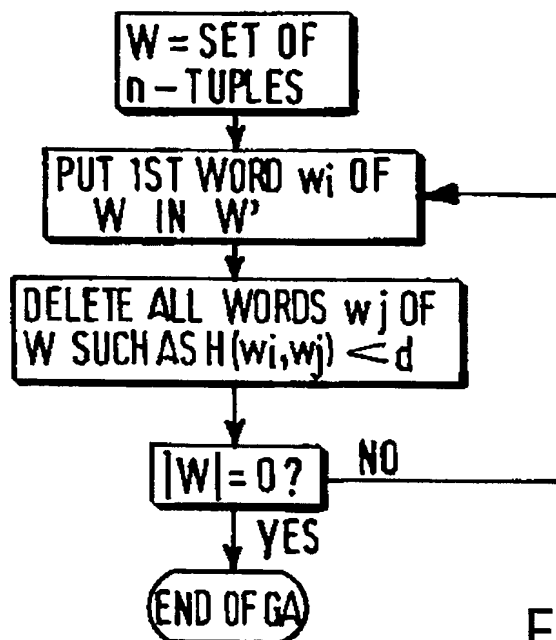 W = SET OF
n - TUPLES
PUT 1ST WORD wi OF
W IN W'
DELETE ALL WORDS wj OF
W SUCH AS H(wi,wj) < d
|W| = 0?
NO
YES
END OF GA
F